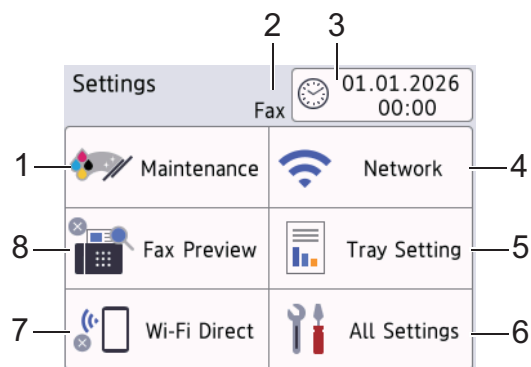 2 3
Settings
Fax
01.01.2026
00:00
1 Maintenance Network 4
8 Fax Preview Tray Setting 5
7 Wi-Fi Direct All Settings 6